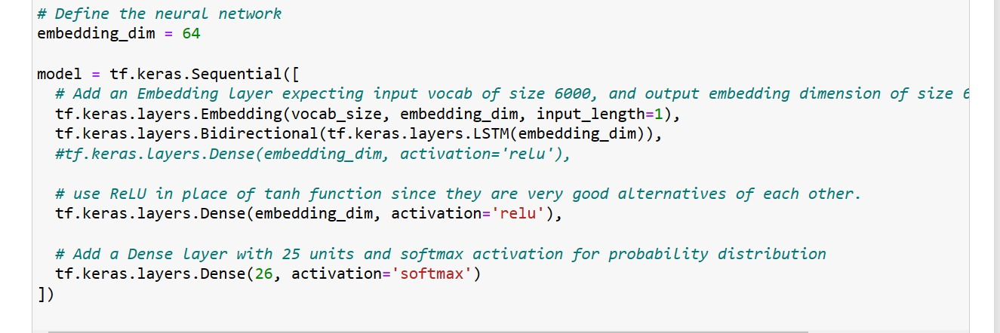 # Define the neural network
embedding_dim = 64
model = tf.keras.Sequential([
# Add an Embedding layer expecting input vocab of size 6000, and output embedding dimension of size
tf.keras.layers.Embedding(vocab_size, embedding_dim, input_length=1),
tf.keras.layers.Bidirectional(tf.keras.layers.LSTM(embedding_dim)),
#tf.keras.layers.Dense(embedding_dim, activation='relu'),
# use ReLU in place of tanh function since they are very good alternatives of each other.
tf.keras.layers.Dense(embedding_dim, activation='relu'),
# Add a Dense layer with 25 units and softmax activation for probability distribution
tf.keras.layers.Dense(26, activation='softmax')
])